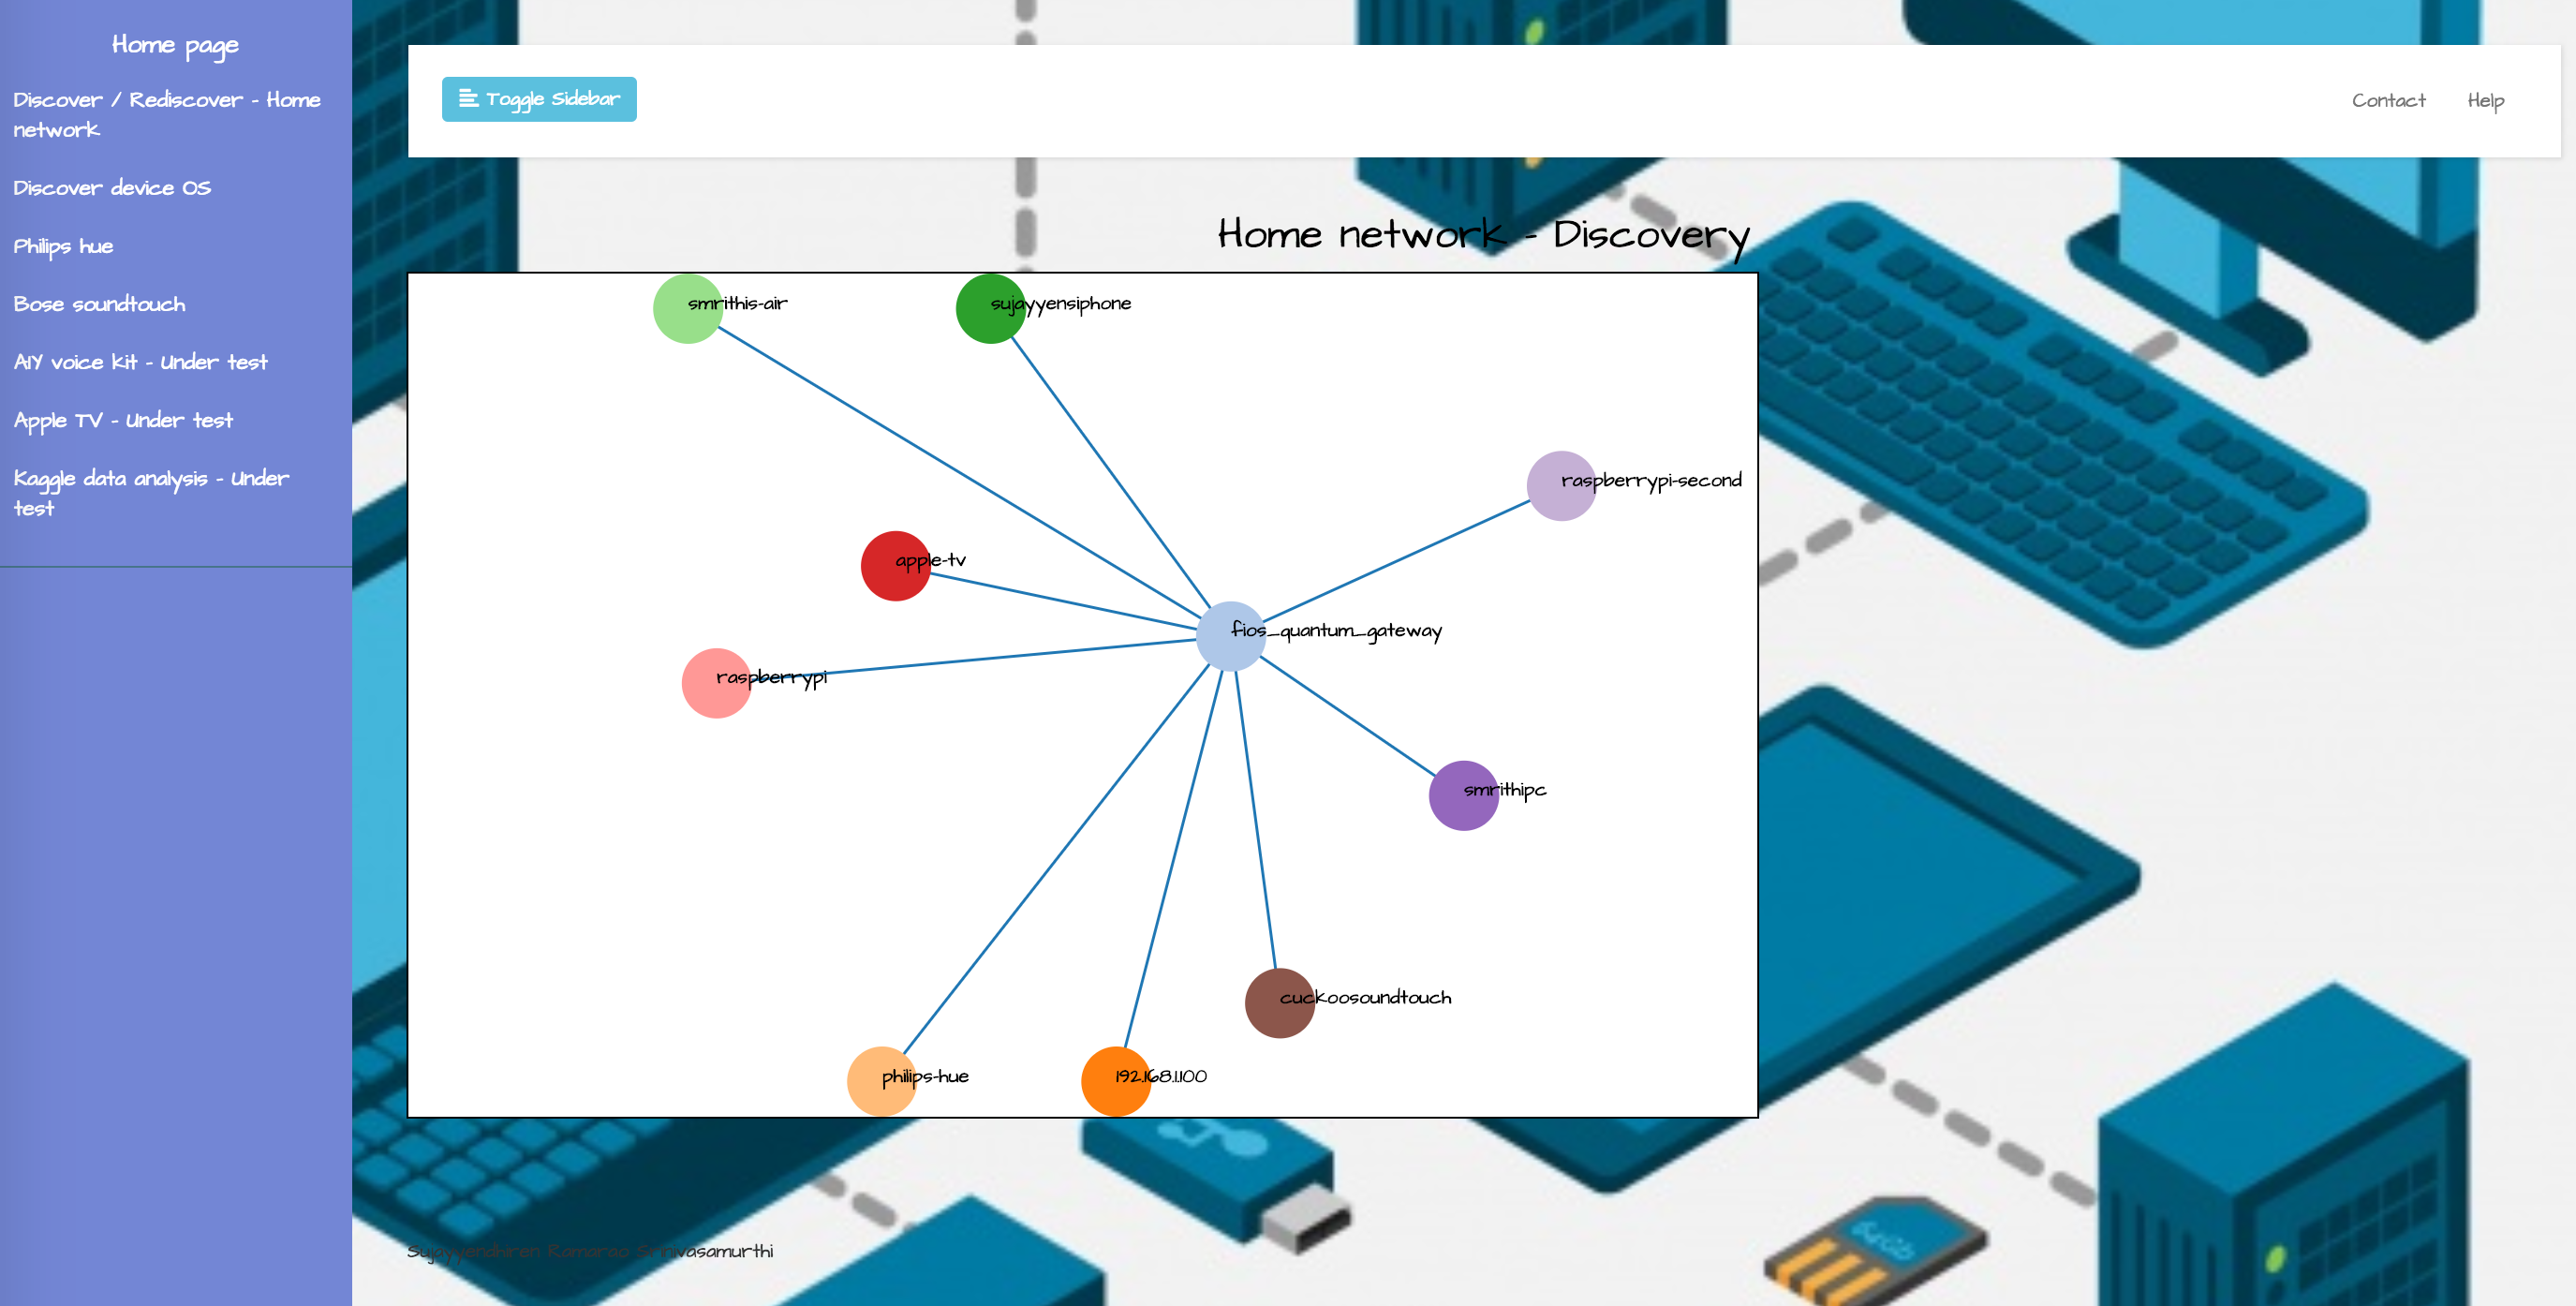 Home page
Discover / Rediscover - Home
network
Discover device OS
Philips hue
Bose soundtouch
AIY voice kit - Under test
Apple TV - Under test
Kaggle data analysis - Under
test
Toggle Sidebar
Contact
Help
Home network - Discovery
smrithis-air
sujayyensiphone
raspberrypi-second
apple-tv
fios_quantum_gateway
raspberrypi
smrithipc
cuckoosoundtouch
philips-hue
192.168.1.100
Sujayyendhiren Ramarao Srinivasamurthi
64Gb